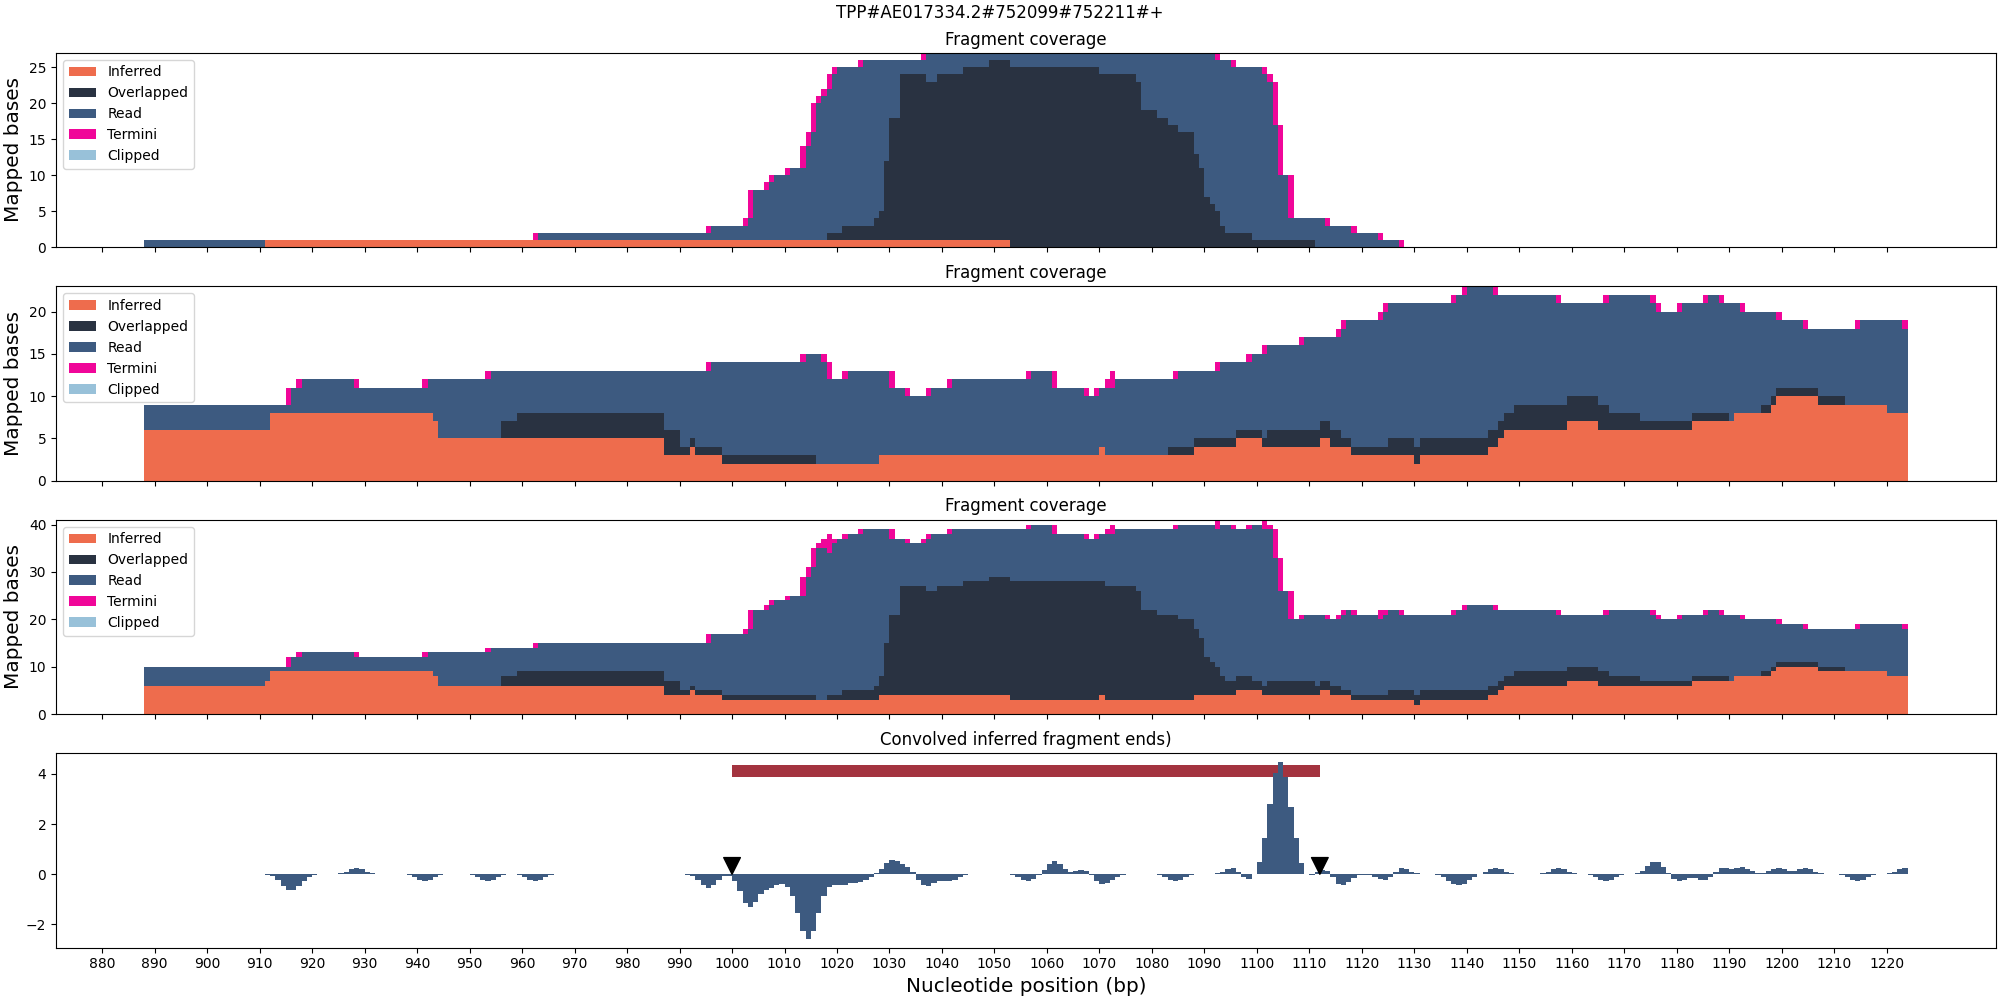 TPP#AE017334.2#752099#752211#+
Fragment coverage
Mapped bases
25
20
15
10
5
0
Inferred
Overlapped
Read
Termini
Clipped
Fragment coverage
Mapped bases
20
15
10
5
0
Inferred
Overlapped
Read
Termini
Clipped
Fragment coverage
Mapped bases
40
30
20
10
0
Inferred
Overlapped
Read
Termini
Clipped
Convolved inferred fragment ends)
4
2
0
−2
880 890 900 910 920 930 940 950 960 970 980 990 1000 1010 1020 1030 1040 1050 1060 1070 1080 1090 1100 1110 1120 1130 1140 1150 1160 1170 1180 1190 1200 1210 1220
Nucleotide position (bp)